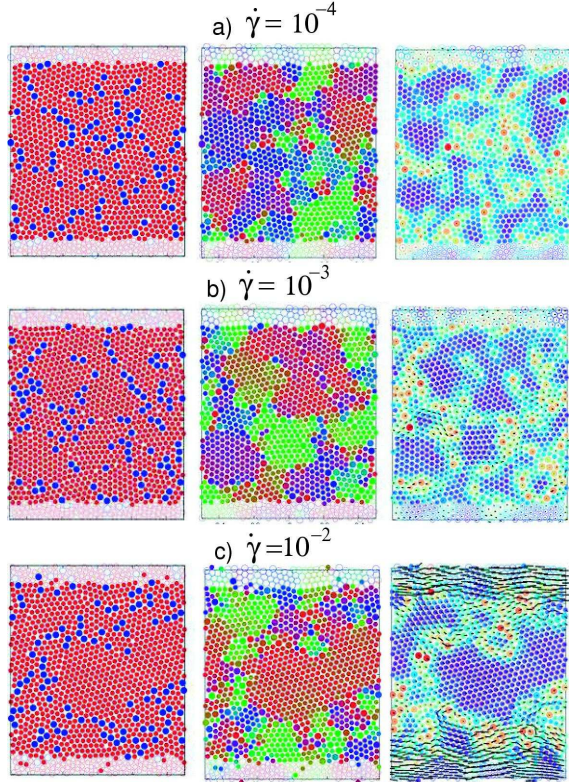 a) γ̇ = 10⁻⁴
b) γ̇ = 10⁻³
c) γ̇ = 10⁻²